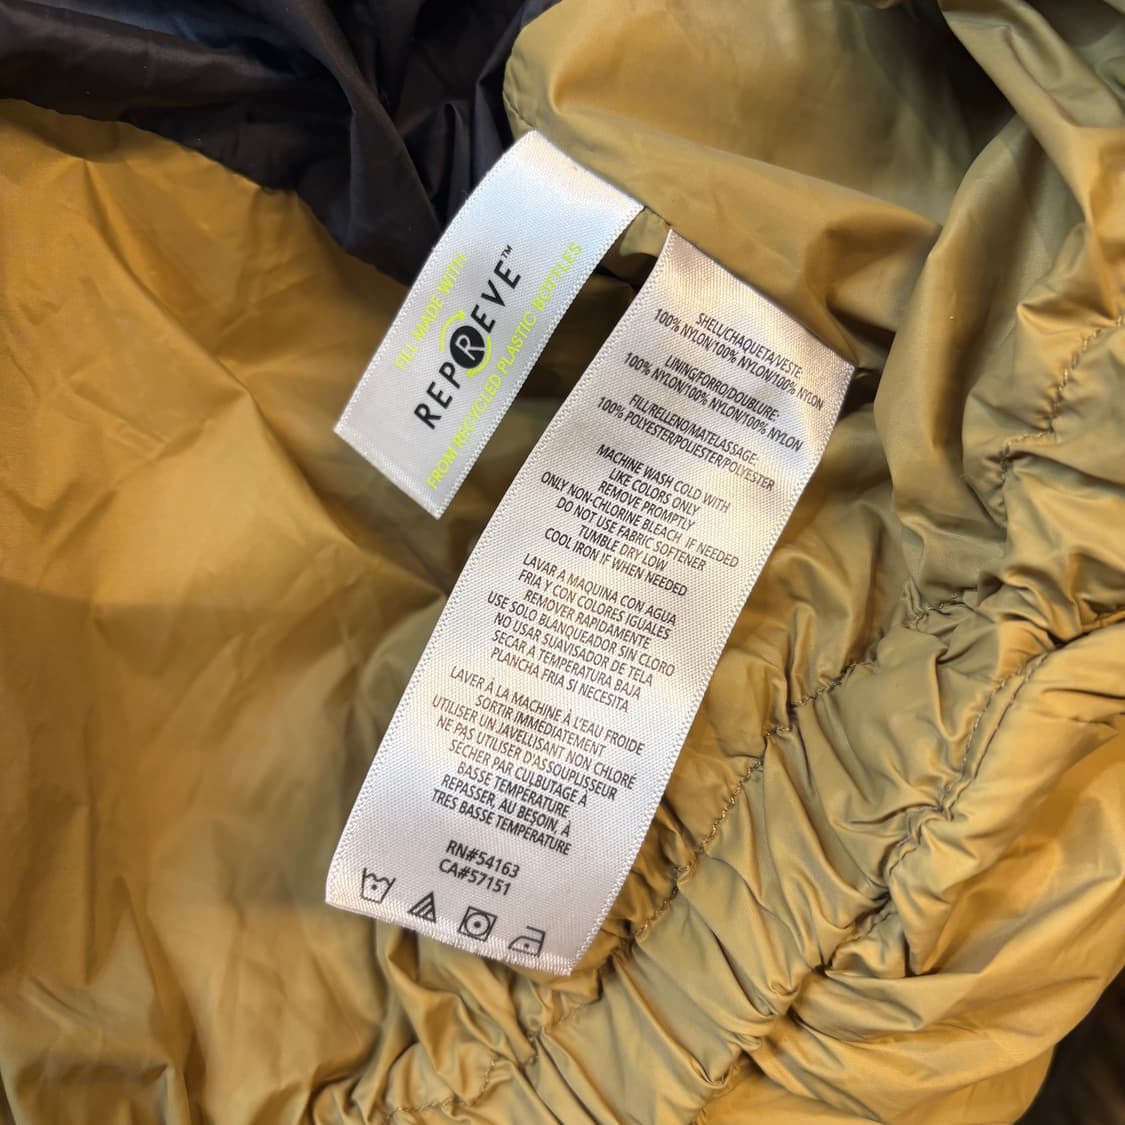 FILL MADE WITH
REPREVE™
FROM RECYCLED PLASTIC BOTTLES
SHELL/CHAQUETA/VESTE:
100% NYLON/100% NYLON/100% NYLON
LINING/FORRO/DOUBLURE:
100% NYLON/100% NYLON/100% NYLON
FILL/RELLENO/MATELASSAGE:
100% POLYESTER/POLIESTER/POLYESTER
MACHINE WASH COLD WITH
LIKE COLORS ONLY
REMOVE PROMPTLY
ONLY NON-CHLORINE BLEACH IF NEEDED
DO NOT USE FABRIC SOFTENER
TUMBLE DRY LOW
COOL IRON IF WHEN NEEDED
LAVAR A MAQUINA CON AGUA
FRIA Y CON COLORES IGUALES
REMOVER RAPIDAMENTE
USE SOLO BLANQUEADOR SIN CLORO
NO USAR SUAVISADOR DE TELA
SECAR A TEMPERATURA BAJA
PLANCHA FRIA SI NECESITA
LAVER À LA MACHINE À L'EAU FROIDE
SORTIR IMMÉDIATEMENT
UTILISER UN JAVELLISANT NON CHLORÉ
NE PAS UTILISER D'ASSOUPLISSEUR
SÉCHER PAR CULBUTAGE À
BASSE TEMPÉRATURE,
REPASSER, AU BESOIN, À
TRÈS BASSE TEMPÉRATURE
RN#54163
CA#57151